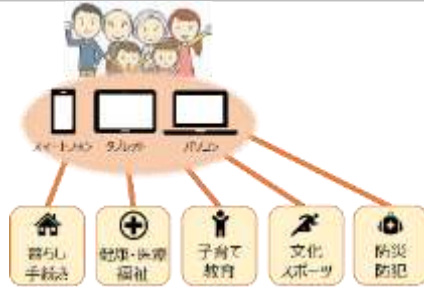 スマートフォン タブレット パソコン
暮らし
手続き
健康・医療
福祉
子育て
教育
文化
スポーツ
防災
防犯